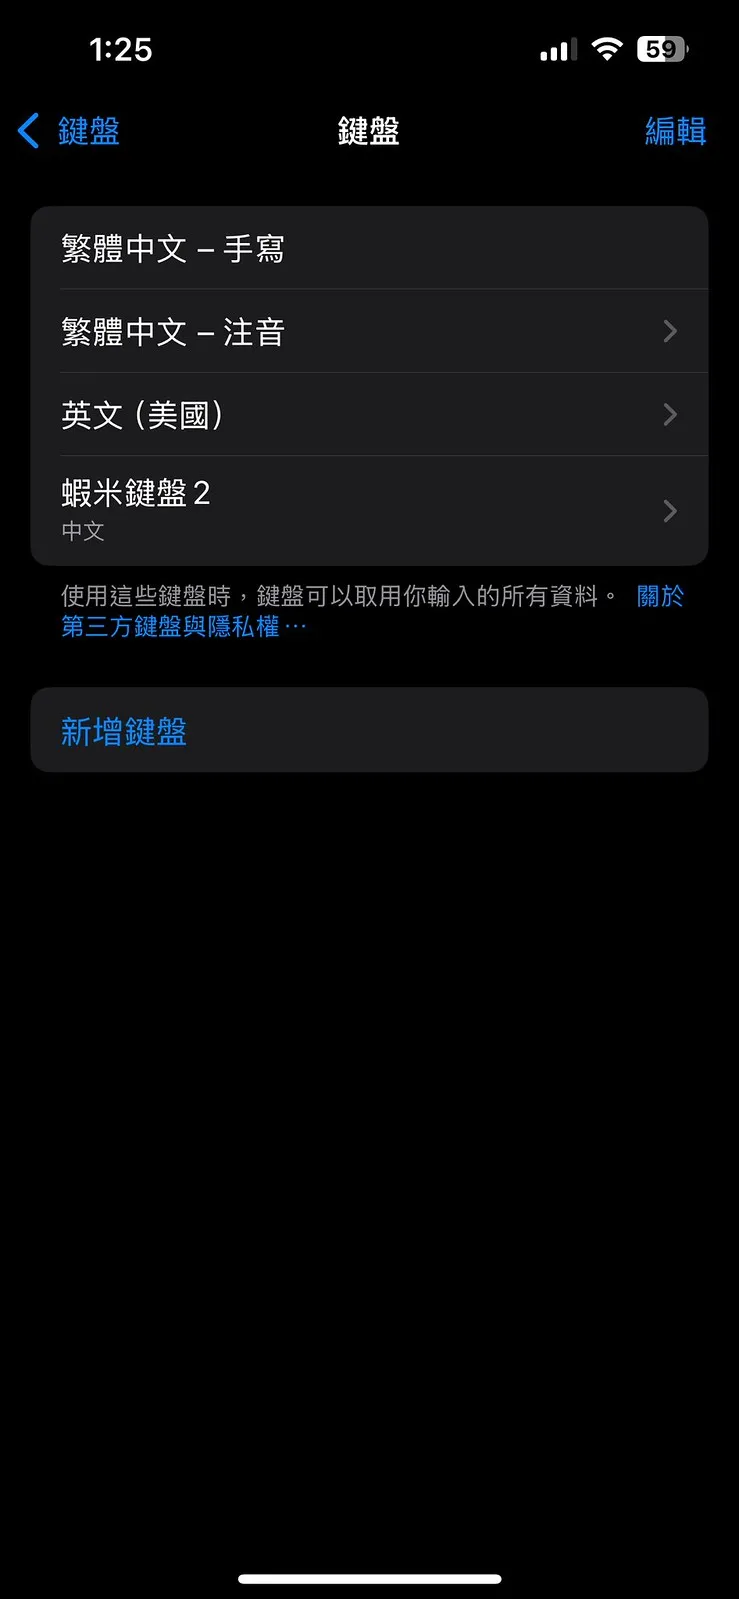 1:25
59
鍵盤
鍵盤
編輯
繁體中文 – 手寫
繁體中文 – 注音
英文 (美國)
蝦米鍵盤 2
中文
使用這些鍵盤時，鍵盤可以取用你輸入的所有資料。 關於
第三方鍵盤與隱私權⋯
新增鍵盤